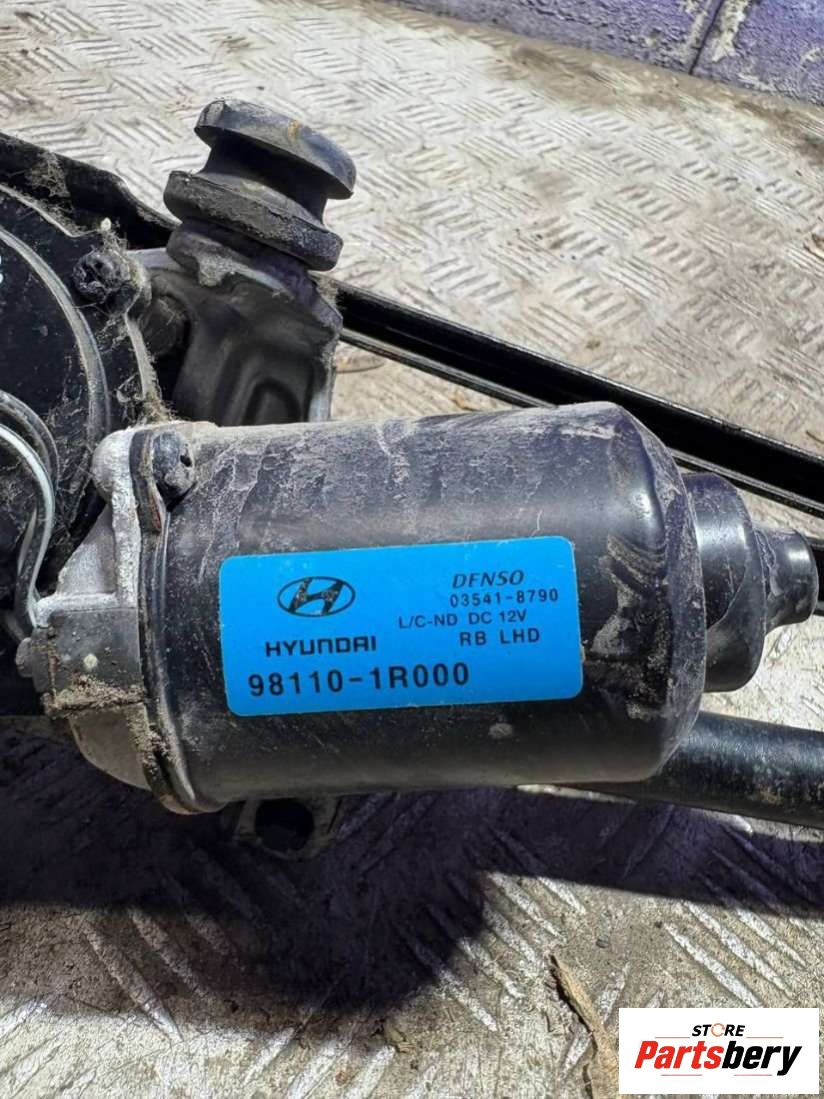 HYUNDAI
98110-1R000
DENSO
03541-8790
L/C-ND DC 12V
RB LHD
STORE
Partsbery